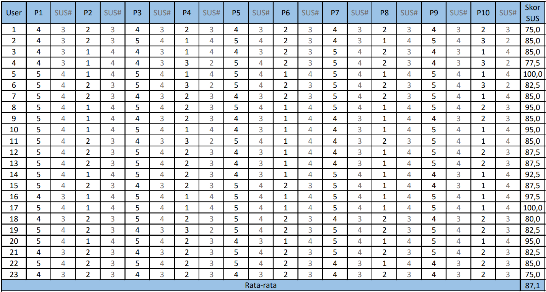 User P1 SUS# P2 SUS# P3 SUS# P4 SUS# P5 SUS# P6 SUS# P7 SUS# P8 SUS# P9 SUS# P10 SUS# Skor SUS
1 4 3 2 3 4 3 2 3 4 3 2 3 4 3 2 3 4 3 2 3 75,0
2 4 3 2 3 5 4 1 4 5 4 2 3 4 3 1 4 5 4 3 2 85,0
3 4 3 1 4 4 3 1 4 4 3 2 3 5 4 2 3 4 3 1 4 85,0
4 4 3 1 4 4 3 3 2 5 4 2 3 4 3 2 3 4 3 2 3 77,5
5 5 4 1 4 5 4 1 4 5 4 1 4 5 4 1 4 5 4 1 4 100,0
6 5 4 2 3 5 4 3 2 5 4 2 3 5 4 2 3 5 4 3 2 82,5
7 5 4 2 3 4 3 2 3 4 3 2 3 5 4 2 3 5 4 1 4 85,0
8 5 4 1 4 5 4 2 3 5 4 1 4 5 4 1 4 5 4 2 3 95,0
9 4 3 1 4 5 4 2 3 4 3 1 4 4 3 1 4 4 3 2 3 85,0
10 5 4 1 4 5 4 1 4 4 3 1 4 4 3 1 4 5 4 1 4 95,0
11 5 4 2 3 4 3 3 2 5 4 1 4 4 3 2 3 5 4 1 4 85,0
12 5 4 2 3 5 4 2 3 4 3 1 4 4 3 1 4 5 4 2 3 87,5
13 5 4 2 3 5 4 2 3 5 4 2 3 5 4 2 3 5 4 2 3 87,5
14 5 4 1 4 5 4 2 3 4 3 1 4 4 3 1 4 5 4 1 4 92,5
15 5 4 2 3 4 3 2 3 5 4 2 3 4 3 1 4 5 4 1 4 87,5
16 4 3 1 4 5 4 1 4 5 4 1 4 5 4 1 4 5 4 1 4 97,5
17 5 4 1 4 5 4 1 4 5 4 1 4 5 4 1 4 5 4 1 4 100,0
18 4 3 2 3 4 3 2 3 5 4 2 3 4 3 2 3 5 4 2 3 80,0
19 5 4 2 3 4 3 3 2 5 4 2 3 5 4 2 3 5 4 2 3 82,5
20 5 4 1 4 5 4 2 3 5 4 1 4 4 3 1 4 5 4 1 4 95,0
21 5 4 2 3 4 3 2 3 4 3 2 3 5 4 2 3 5 4 2 3 82,5
22 5 4 2 3 5 4 2 3 5 4 2 3 4 3 1 4 4 3 2 3 85,0
23 4 3 2 3 4 3 2 3 4 3 2 3 4 3 2 3 4 3 2 3 75,0
Rata-rata 87,1